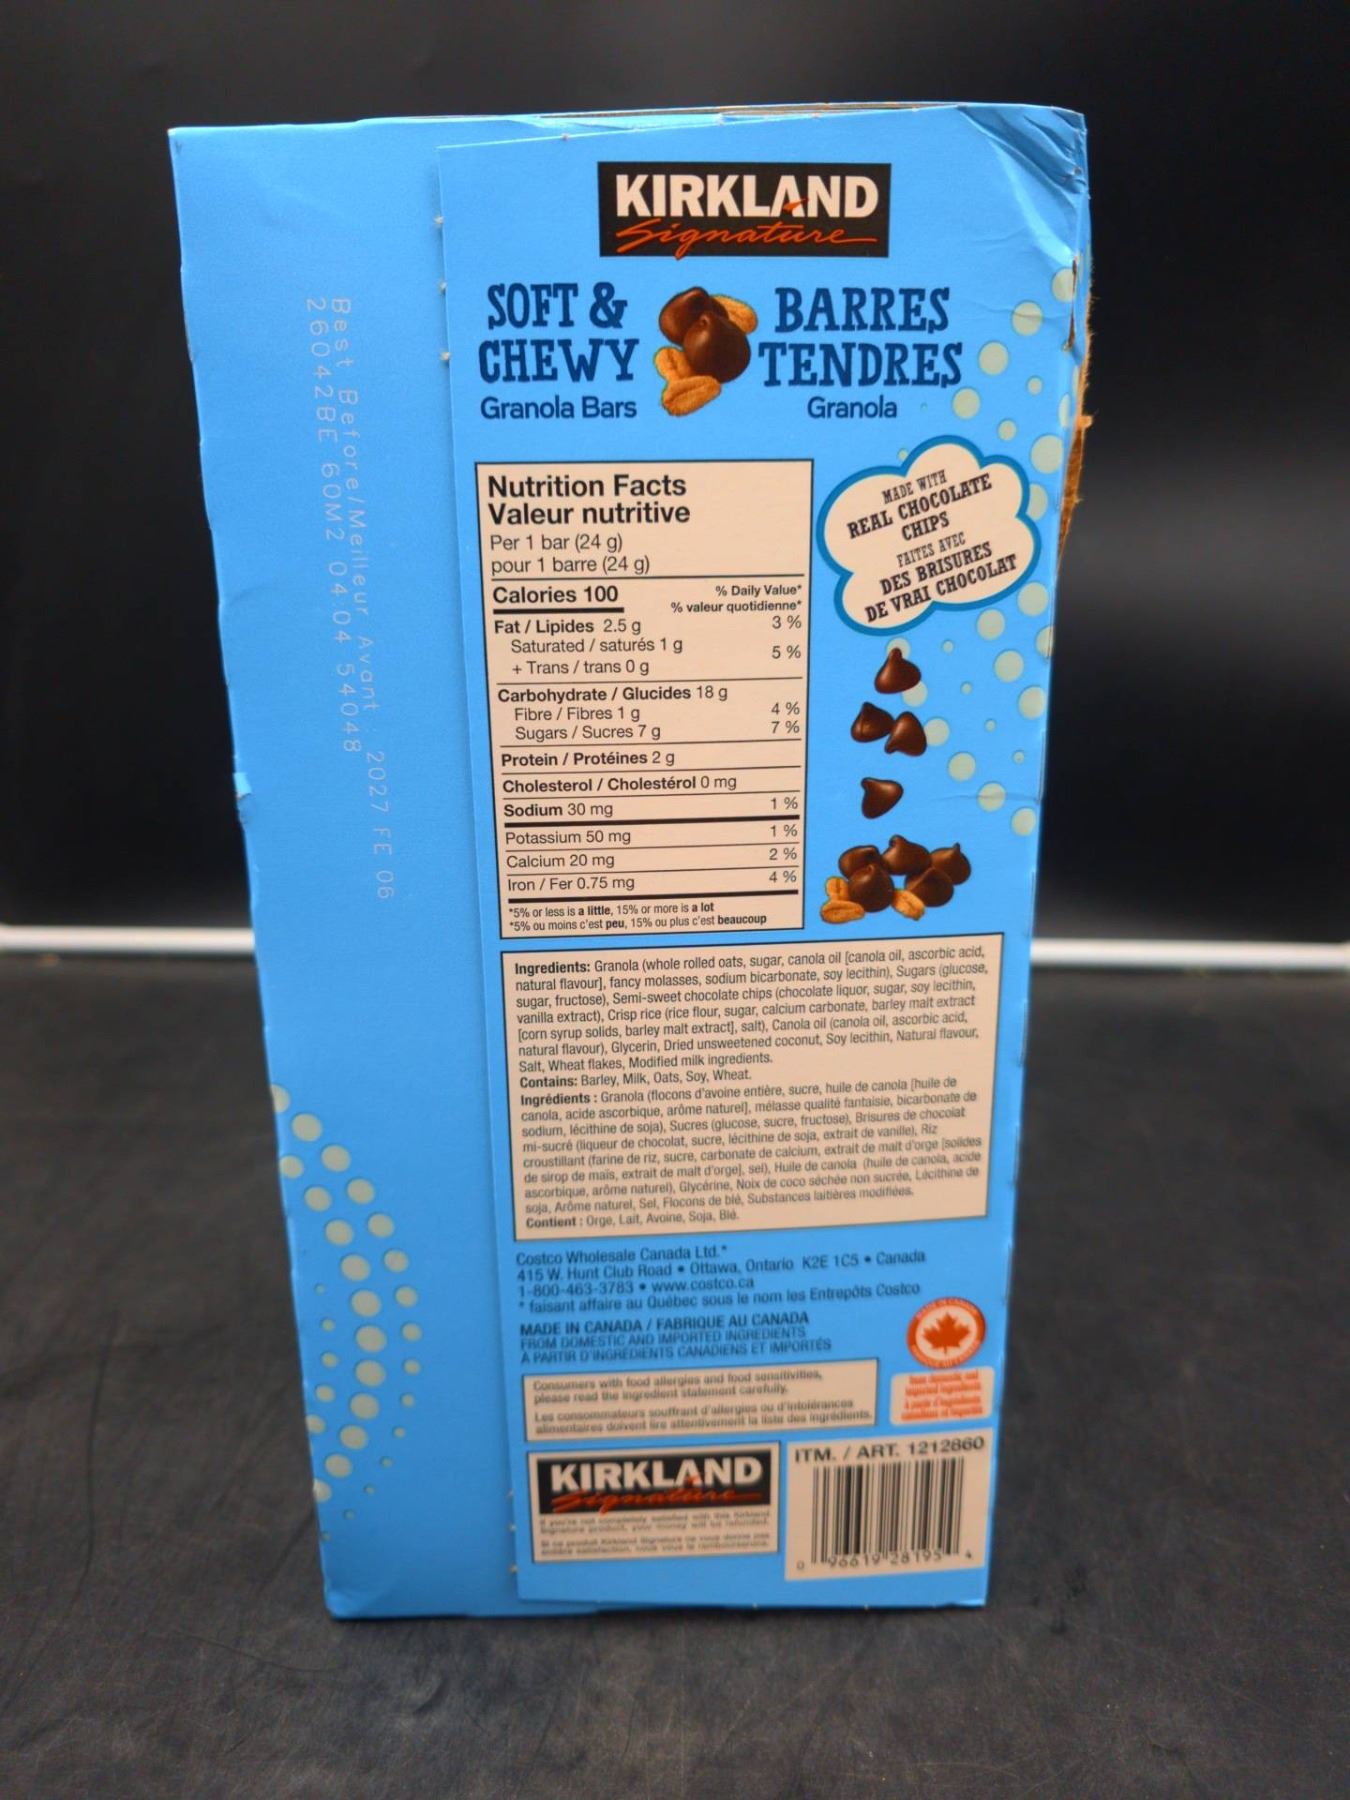 KIRKLAND
Signature
SOFT &
CHEWY
Granola Bars
BARRES
TENDRES
Granola
Best Before/Meilleur Avant: 2027 FE 06
26042BE 60M2 04:04 54048
MADE WITH
REAL CHOCOLATE
CHIPS
FAITES AVEC
DES BRISURES
DE VRAI CHOCOLAT
Nutrition Facts
Valeur nutritive
Per 1 bar (24 g)
pour 1 barre (24 g)
Calories 100
% Daily Value*
% valeur quotidienne*
Fat / Lipides 2.5 g 3 %
Saturated / saturés 1 g
+ Trans / trans 0 g 5 %
Carbohydrate / Glucides 18 g
Fibre / Fibres 1 g 4 %
Sugars / Sucres 7 g 7 %
Protein / Protéines 2 g
Cholesterol / Cholestérol 0 mg
Sodium 30 mg 1 %
Potassium 50 mg 1 %
Calcium 20 mg 2 %
Iron / Fer 0.75 mg 4 %
*5% or less is a little, 15% or more is a lot
*5% ou moins c'est peu, 15% ou plus c'est beaucoup
Ingredients: Granola (whole rolled oats, sugar, canola oil [canola oil, ascorbic acid,
natural flavour], fancy molasses, sodium bicarbonate, soy lecithin), Sugars (glucose,
sugar, fructose), Semi-sweet chocolate chips (chocolate liquor, sugar, soy lecithin,
vanilla extract), Crisp rice (rice flour, sugar, calcium carbonate, barley malt extract
[corn syrup solids, barley malt extract], salt), Canola oil (canola oil, ascorbic acid,
natural flavour), Glycerin, Dried unsweetened coconut, Soy lecithin, Natural flavour,
Salt, Wheat flakes, Modified milk ingredients.
Contains: Barley, Milk, Oats, Soy, Wheat.
Ingrédients : Granola (flocons d'avoine entière, sucre, huile de canola [huile de
canola, acide ascorbique, arôme naturel], mélasse qualité fantaisie, bicarbonate de
sodium, lécithine de soja), Sucres (glucose, sucre, fructose), Brisures de chocolat
mi-sucré (liqueur de chocolat, sucre, lécithine de soja, extrait de vanille), Riz
croustillant (farine de riz, sucre, carbonate de calcium, extrait de malt d'orge [solides
de sirop de maïs, extrait de malt d'orge], sel), Huile de canola (huile de canola, acide
ascorbique, arôme naturel), Glycérine, Noix de coco séchée non sucrée, Lécithine de
soja, Arôme naturel, Sel, Flocons de blé, Substances laitières modifiées.
Contient : Orge, Lait, Avoine, Soja, Blé.
Costco Wholesale Canada Ltd.*
415 W. Hunt Club Road • Ottawa, Ontario K2E 1C5 • Canada
1-800-463-3783 • www.costco.ca
* faisant affaire au Québec sous le nom les Entrepôts Costco
MADE IN CANADA / FABRIQUÉ AU CANADA
FROM DOMESTIC AND IMPORTED INGREDIENTS
À PARTIR D'INGRÉDIENTS CANADIENS ET IMPORTÉS
Consumers with food allergies and food sensitivities,
please read the ingredient statement carefully.
Les consommateurs souffrant d'allergies ou d'intolérances
alimentaires doivent lire attentivement la liste des ingrédients.
KIRKLAND
Signature
ITM. / ART. 1212860
0 96619 28195 4